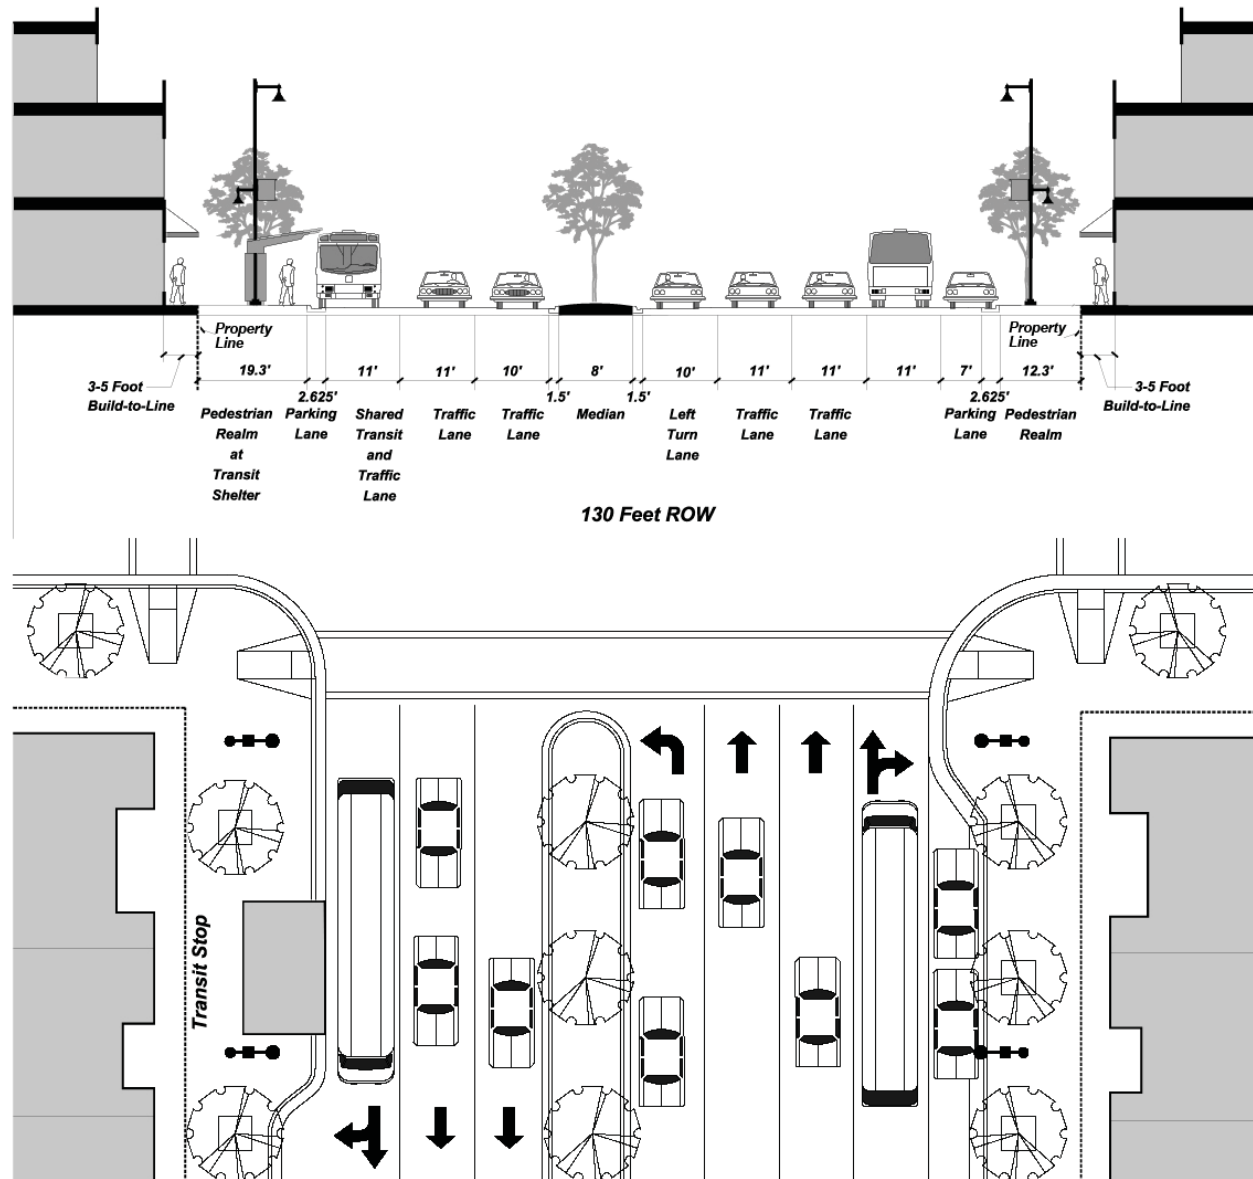 Property
Line
Property
Line
3-5 Foot
Build-to-Line
19.3'
2.625'
11'
11'
10'
1.5'
8'
1.5'
10'
11'
11'
11'
7'
2.625'
12.3'
3-5 Foot
Build-to-Line
Pedestrian
Realm
at
Transit
Shelter
Parking
Lane
Shared
Transit
and
Traffic
Lane
Traffic
Lane
Traffic
Lane
Median
Left
Turn
Lane
Traffic
Lane
Traffic
Lane
Parking
Lane
Pedestrian
Realm
130 Feet ROW
Transit Stop